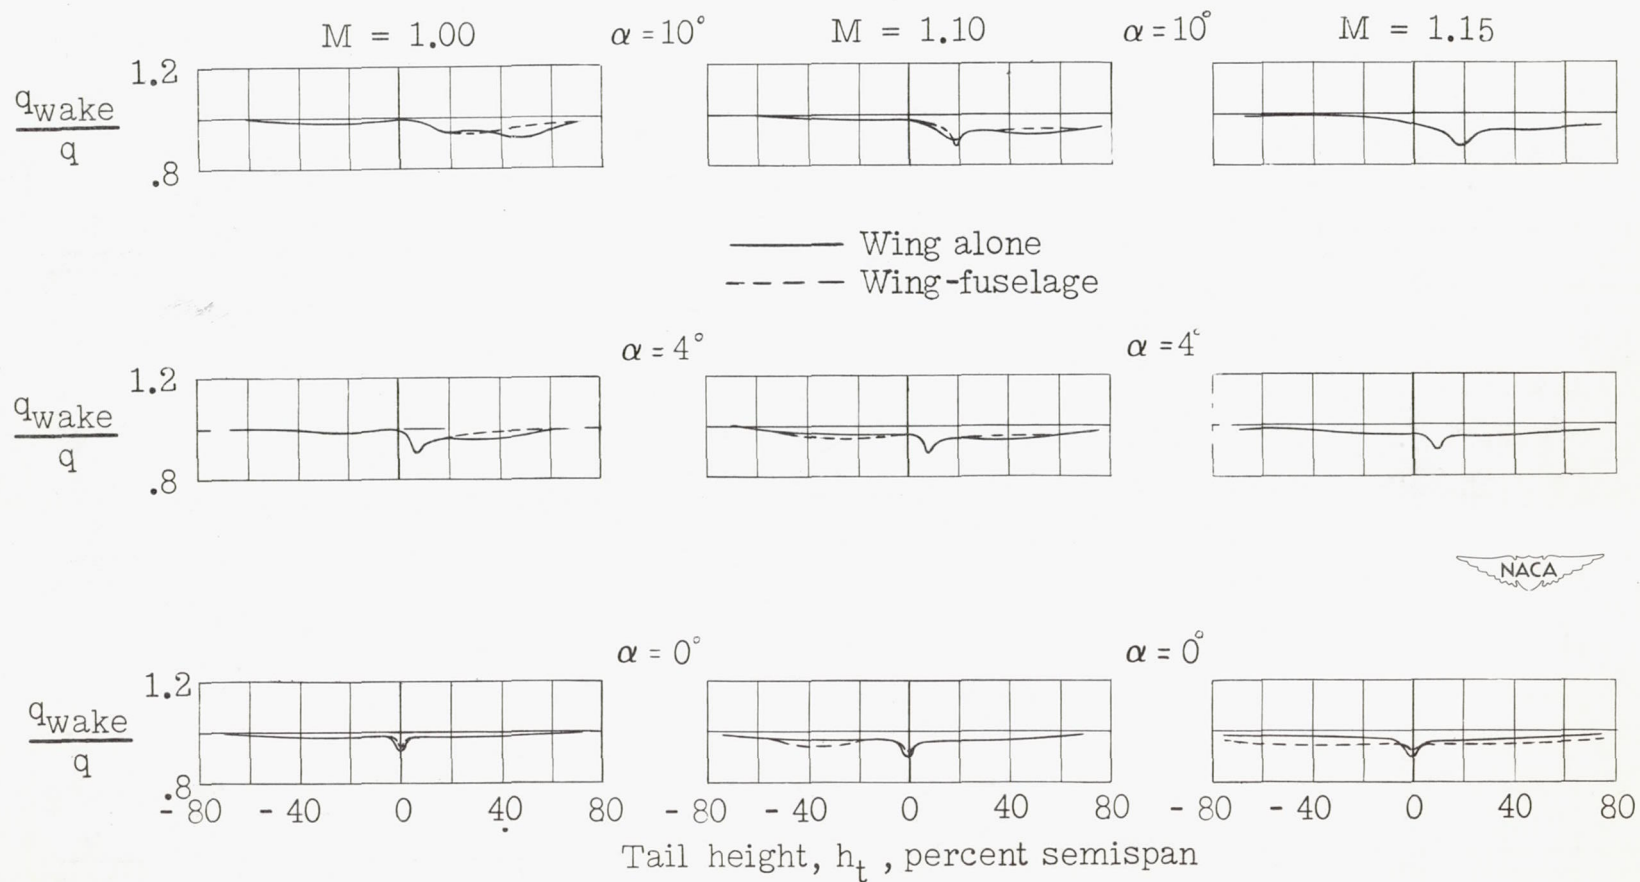 M = 1.00 α = 10° M = 1.10 α = 10° M = 1.15
1.2
q_wake
q
.8
Wing alone
Wing-fuselage
α = 4° α = 4°
1.2
q_wake
q
.8
NACA
α = 0° α = 0°
1.2
q_wake
q
.8
-80 -40 0 40 80 -80 -40 0 40 80 -80 -40 0 40 80
Tail height, h_t , percent semispan